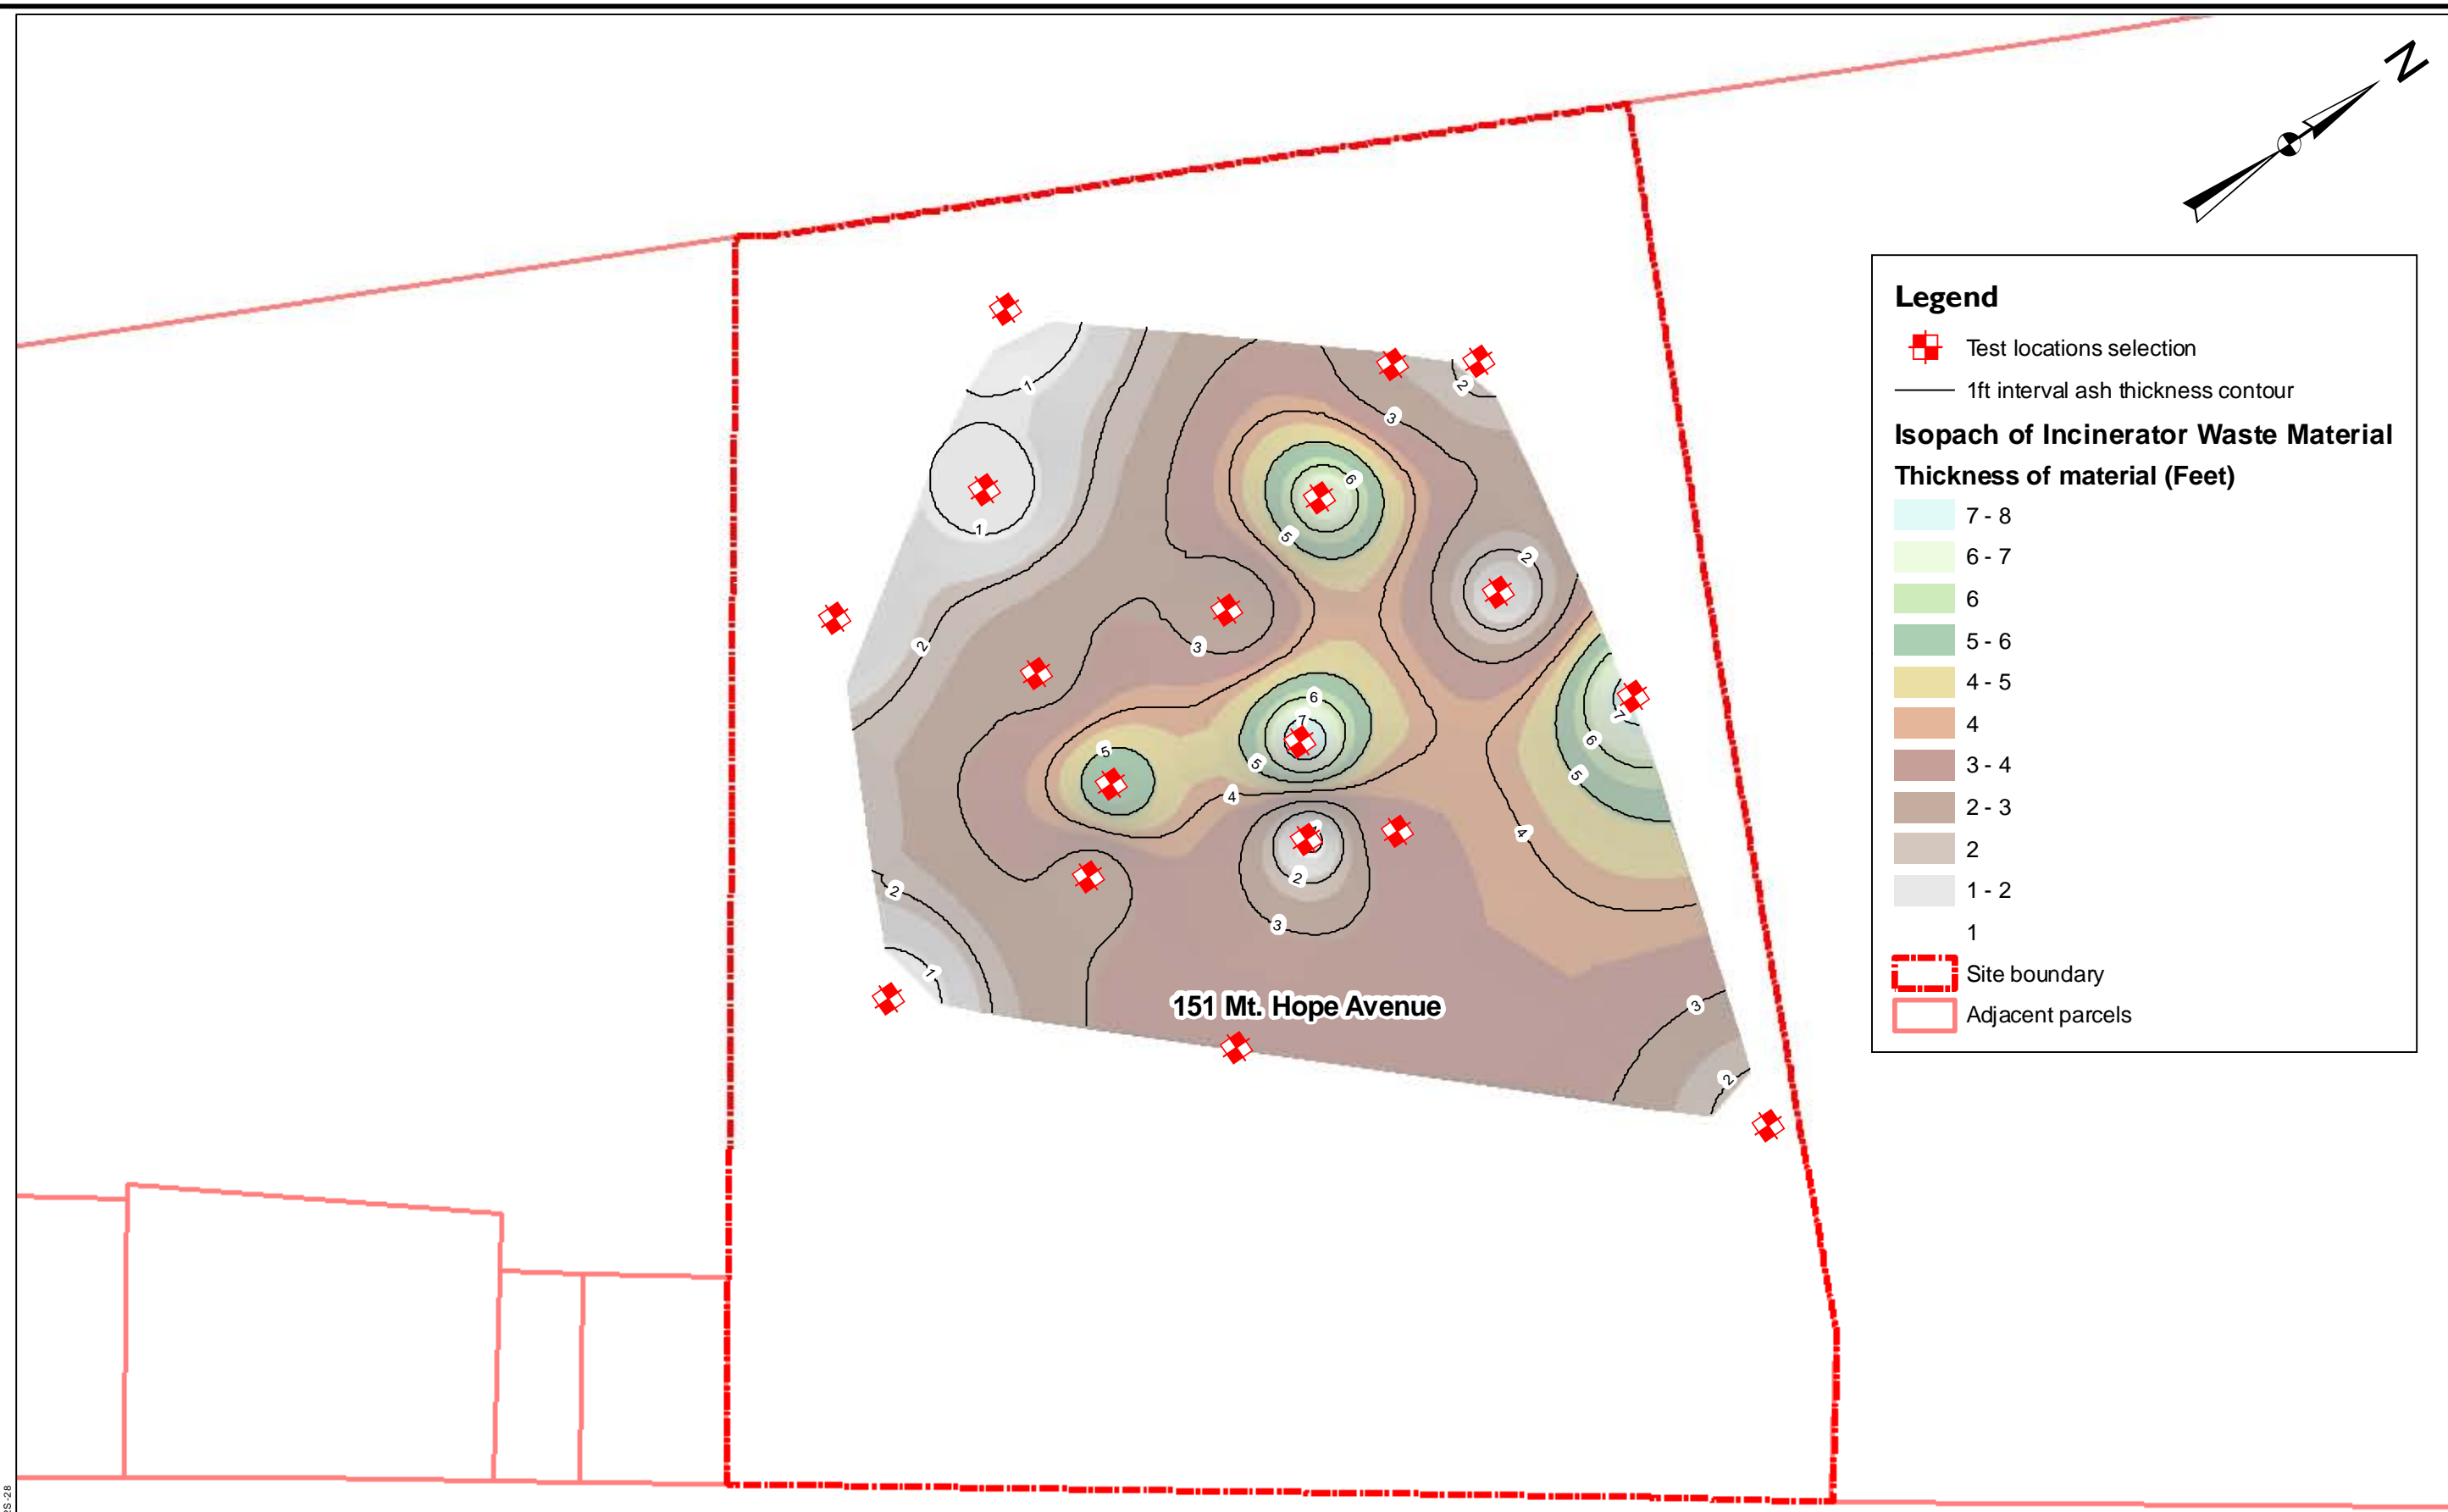 N
Legend
Test locations selection
1ft interval ash thickness contour
Isopach of Incinerator Waste Material
Thickness of material (Feet)
7 - 8
6 - 7
6
5 - 6
4 - 5
4
3 - 4
2 - 3
2
1 - 2
1
Site boundary
Adjacent parcels
1
2
3
6
1
5
2
2
3
6
7
7
5
6
5
5
4
4
2
2
3
1
151 Mt. Hope Avenue
3
2